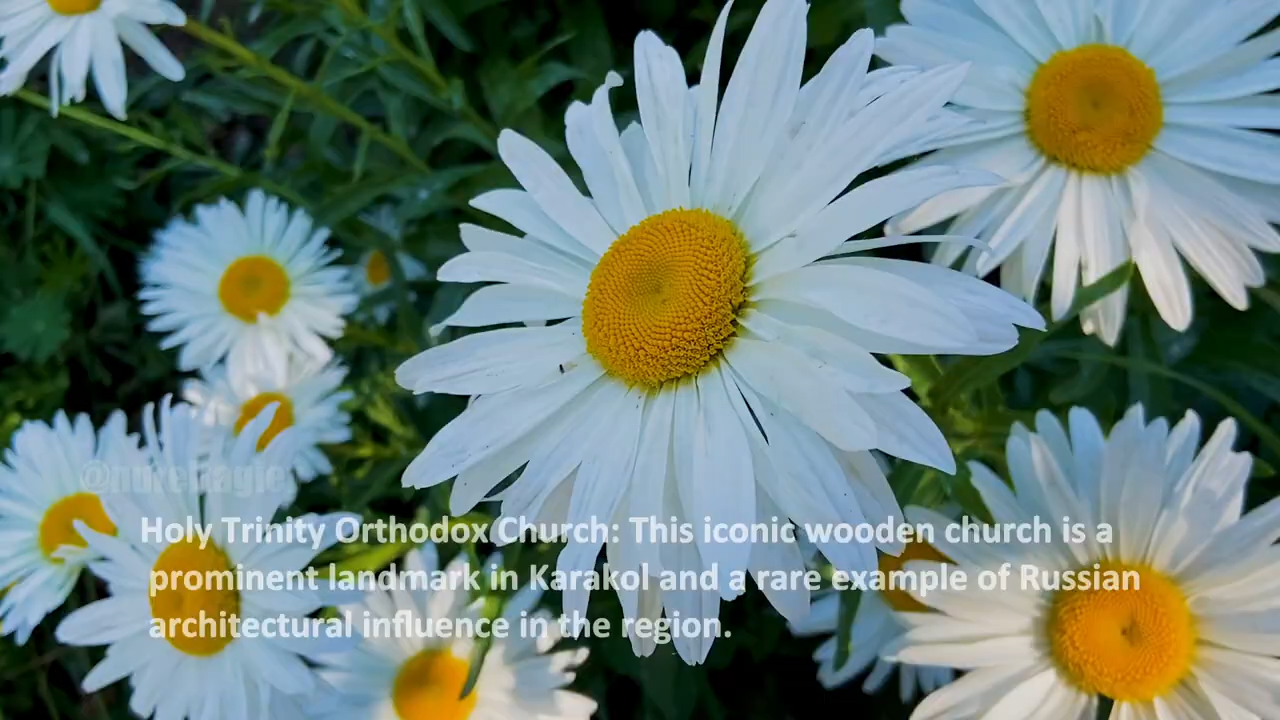 Holy Trinity Orthodox Church: This iconic wooden church is a
prominent landmark in Karakol and a rare example of Russian
architectural influence in the region.